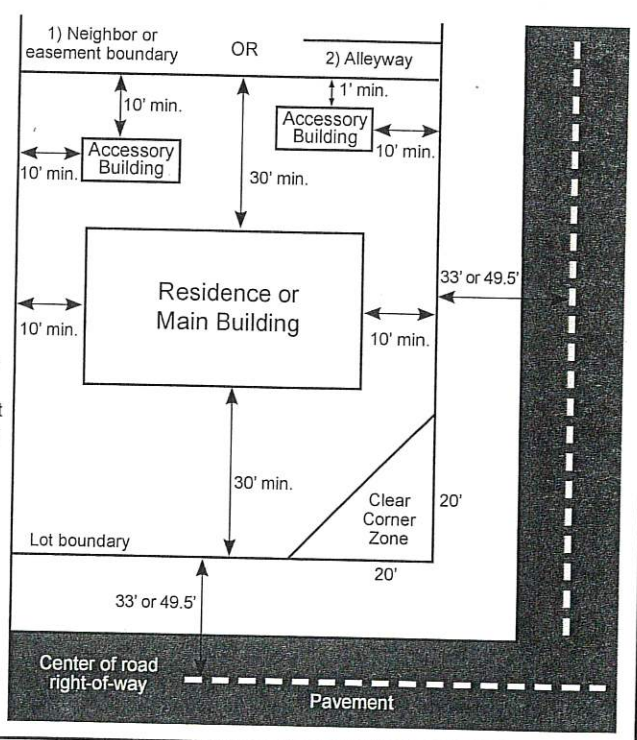 1) Neighbor or
easement boundary
OR
2) Alleyway
10' min.
1' min.
Accessory
Building
Accessory
Building
10' min.
10' min.
30' min.
33' or 49.5'
Residence or
Main Building
10' min.
10' min.
t
30' min.
Clear
Corner
Zone
20'
Lot boundary
20'
33' or 49.5'
Center of road
right-of-way
Pavement